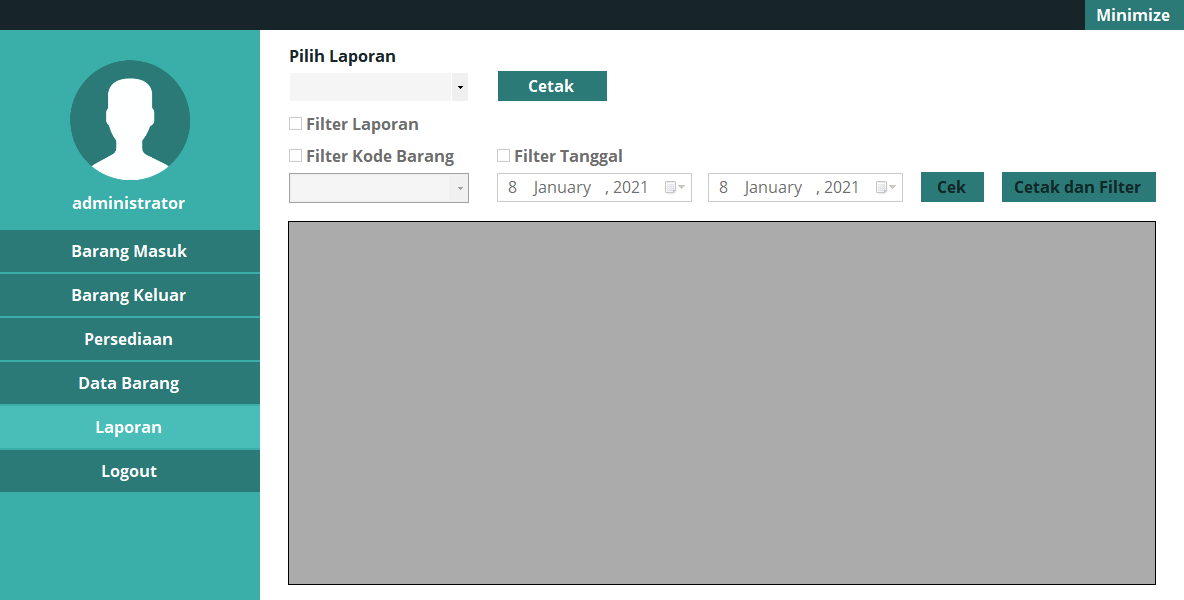 Minimize
administrator
Barang Masuk
Barang Keluar
Persediaan
Data Barang
Laporan
Logout
Pilih Laporan
Cetak
Filter Laporan
Filter Kode Barang
Filter Tanggal
8 January , 2021
8 January , 2021
Cek
Cetak dan Filter